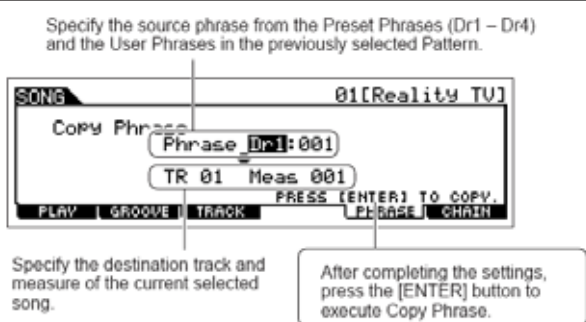 Specify the source phrase from the Preset Phrases (Dr1 – Dr4)
and the User Phrases in the previously selected Pattern.
SONG 01[Reality TV]
Copy Phrase
Phrase Dr1:001
TR 01 Meas 001
PRESS [ENTER] TO COPY.
PLAY GROOVE TRACK PHRASE CHAIN
Specify the destination track and
measure of the current selected
song.
After completing the settings,
press the [ENTER] button to
execute Copy Phrase.